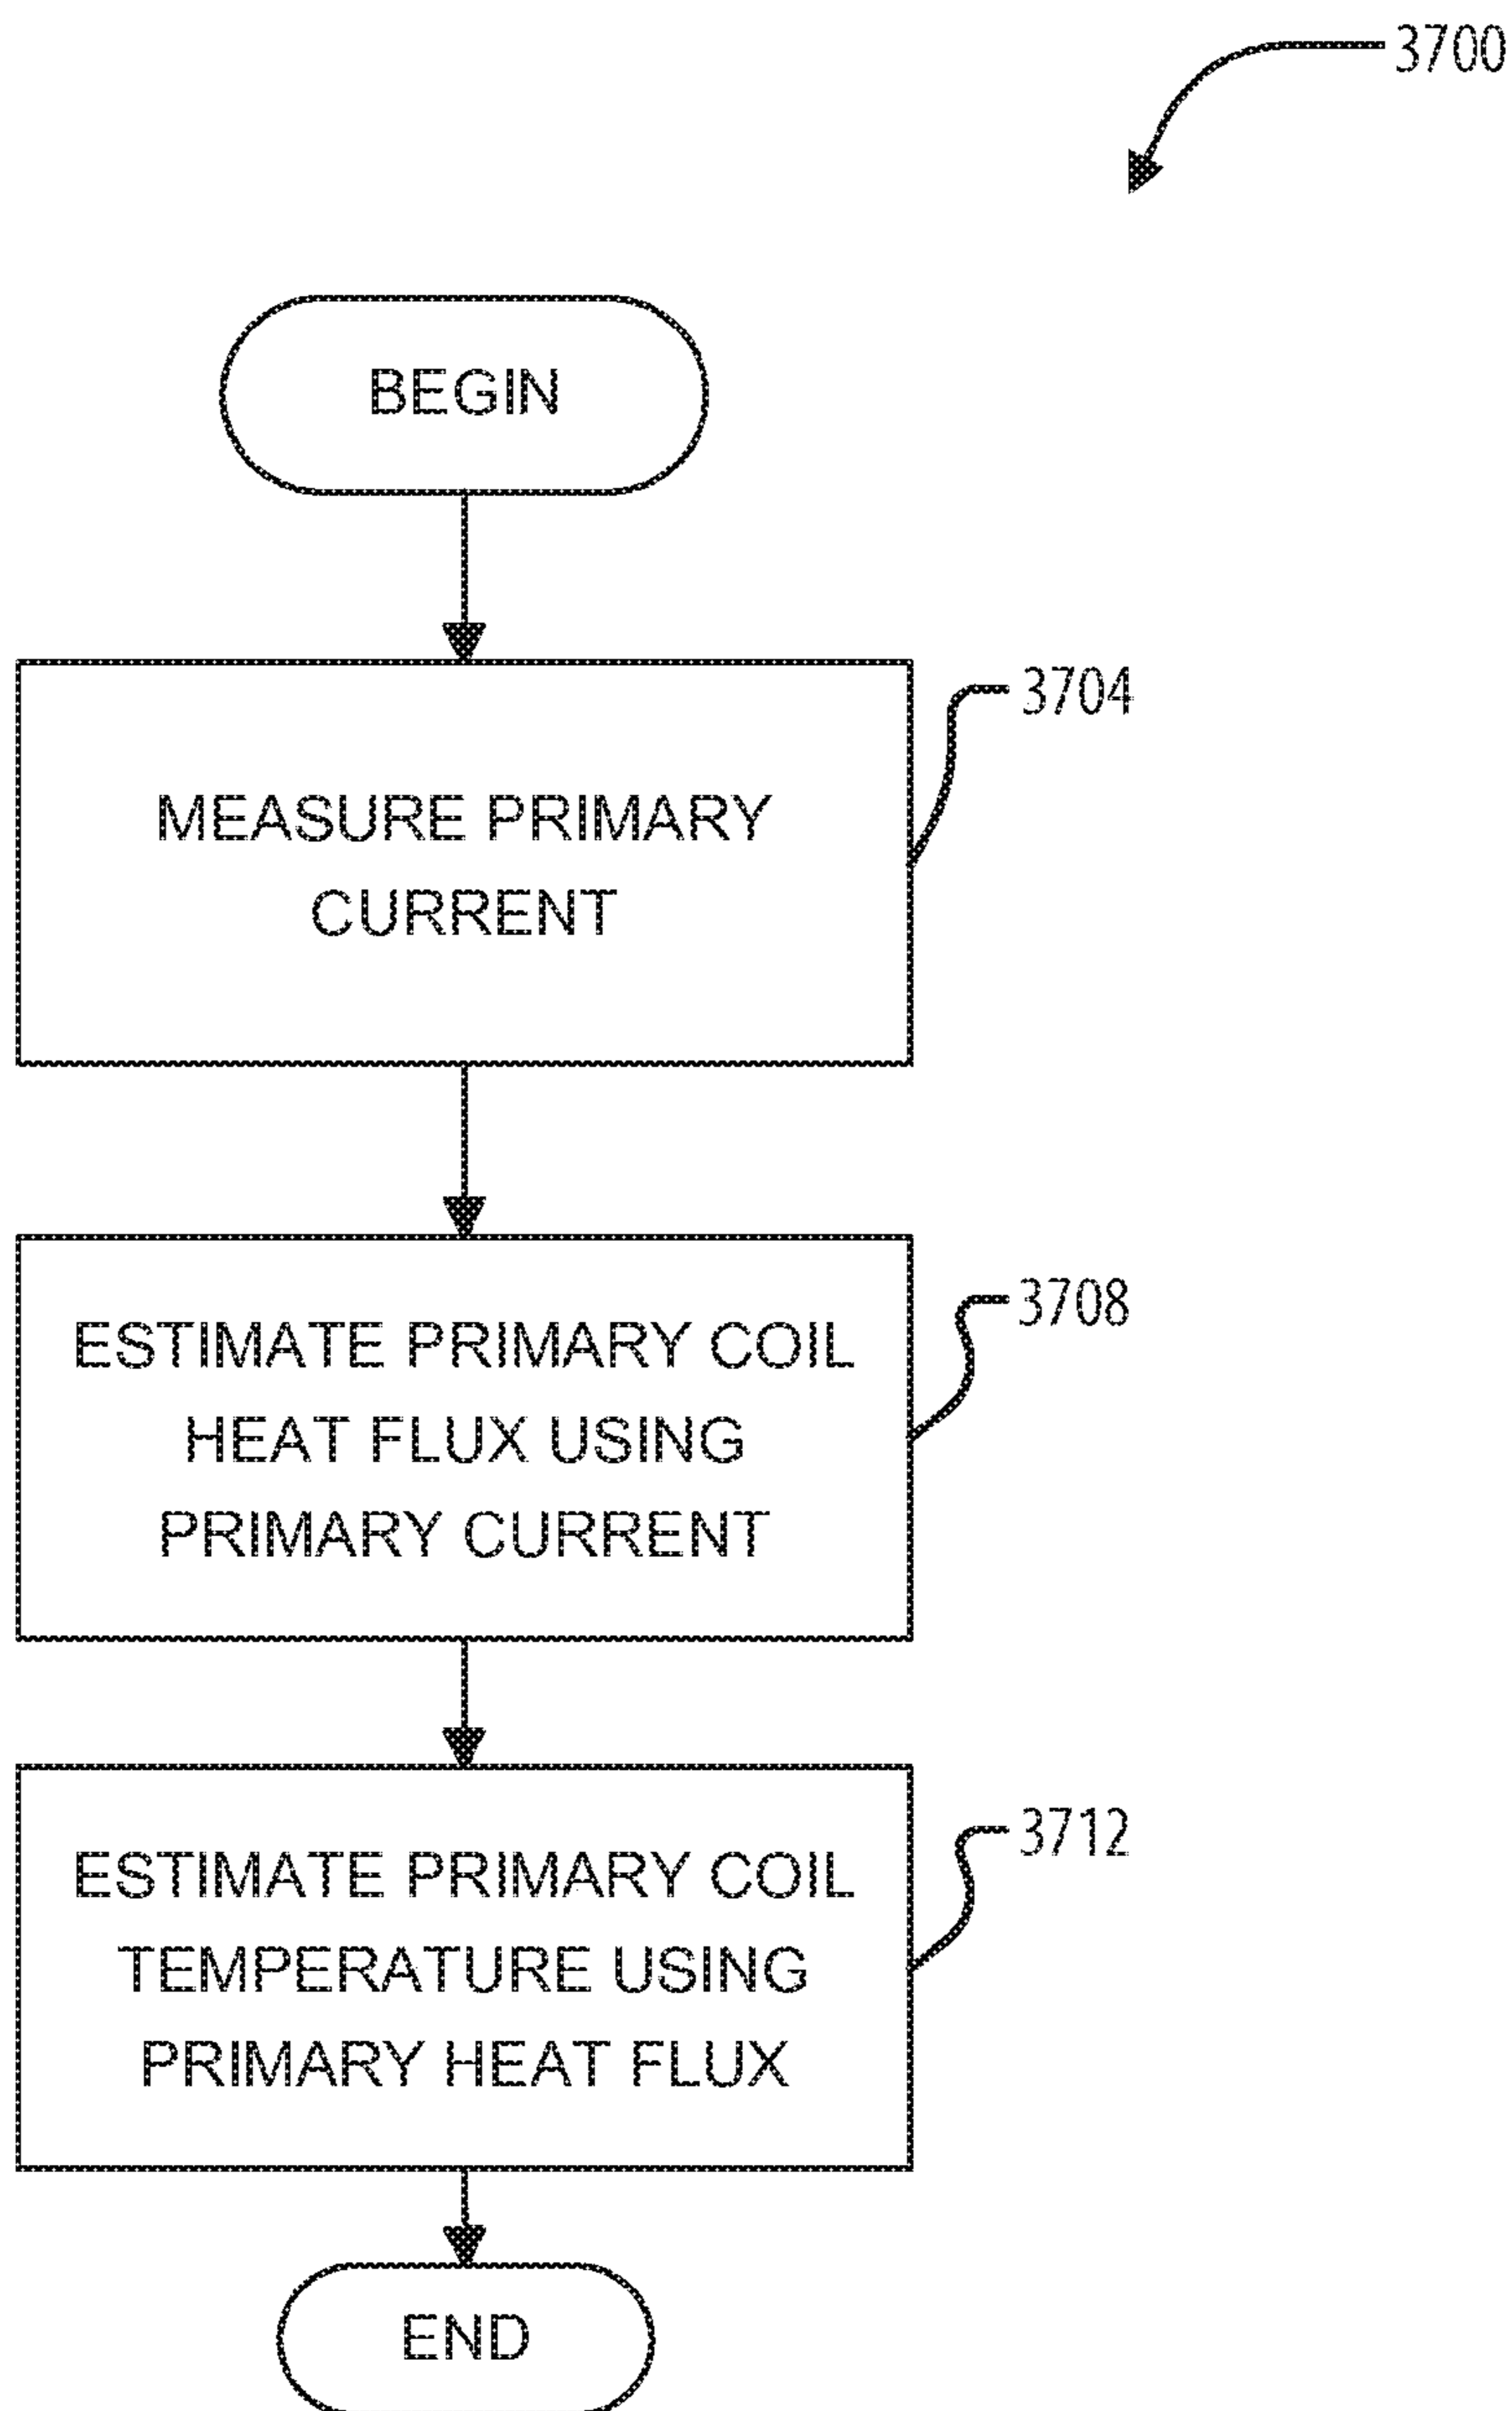 3700
BEGIN
3704
MEASURE PRIMARY
CURRENT
3708
ESTIMATE PRIMARY COIL
HEAT FLUX USING
PRIMARY CURRENT
3712
ESTIMATE PRIMARY COIL
TEMPERATURE USING
PRIMARY HEAT FLUX
END